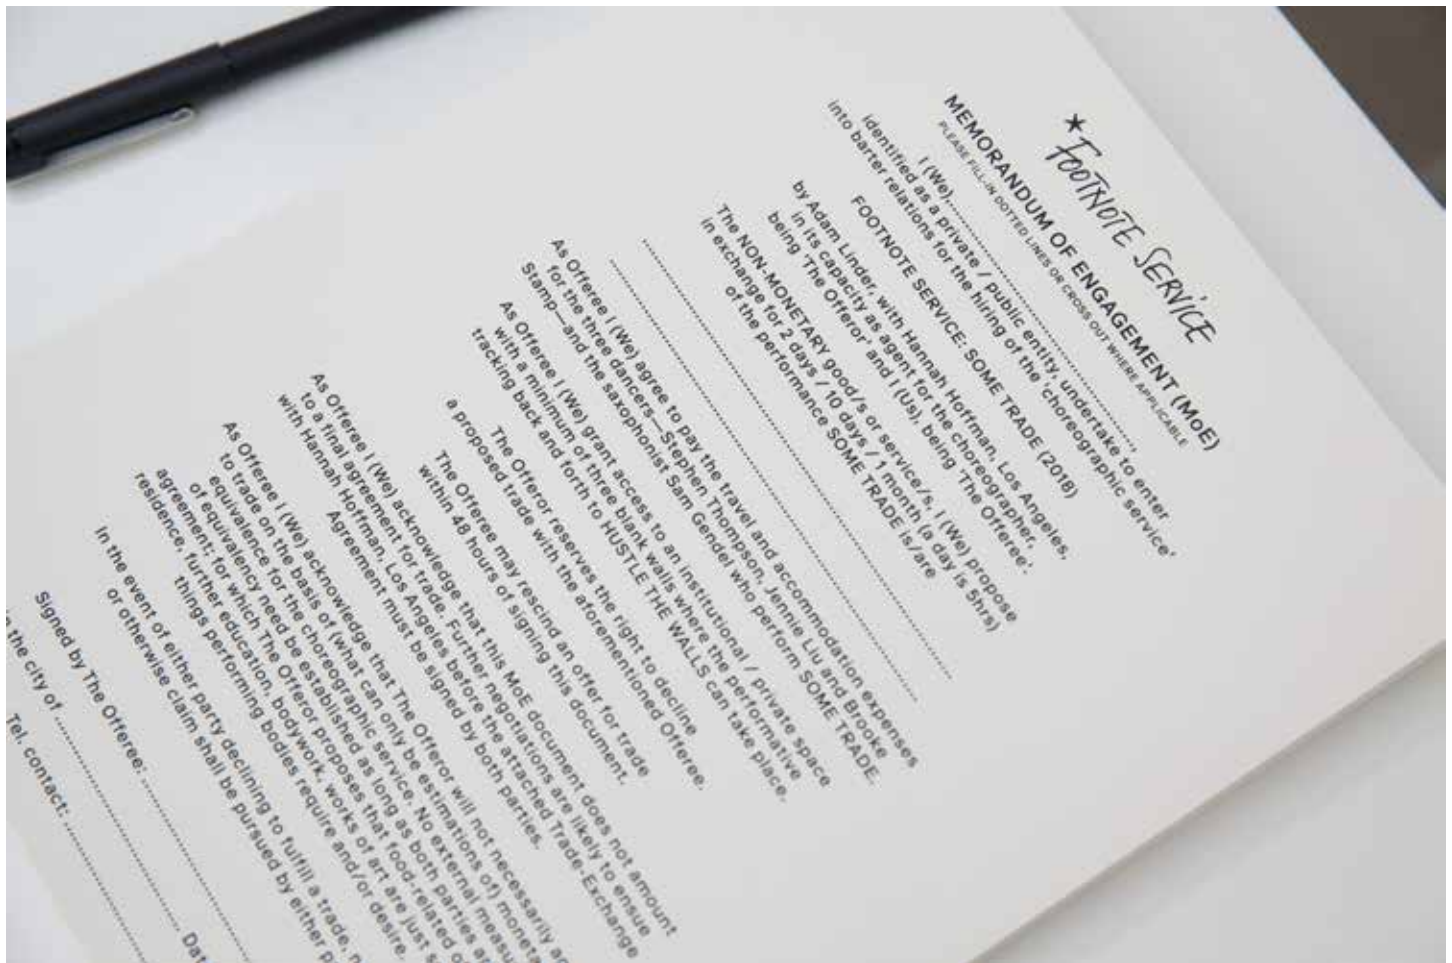 * FOOTNOTE SERVICE
MEMORANDUM OF ENGAGEMENT (MoE)
PLEASE FILL-IN DOTTED LINES OR CROSS OUT WHERE APPLICABLE
I (We),..............................,
identified as a private / public entity, undertake to enter
into barter relations for the hiring of the 'choreographic service'
FOOTNOTE SERVICE: SOME TRADE (2018)
by Adam Linder, with Hannah Hoffman, Los Angeles,
in its capacity as agent for the choreographer,
being 'The Offeror' and I (Us), being 'The Offeree'.
The NON-MONETARY good/s or service/s, I (We) propose
in exchange for 2 days / 10 days / 1 month (a day is 5hrs)
of the performance SOME TRADE is/are
................................................................
................................................................
As Offeree I (We) agree to pay the travel and accommodation expenses
for the three dancers—Stephen Thompson, Jennie Liu and Brooke
Stamp—and the saxophonist Sam Gendel who perform SOME TRADE.
As Offeree I (We) grant access to an institutional / private space
with a minimum of three blank walls where the performative
tracking back and forth to HUSTLE THE WALLS can take place.
The Offeror reserves the right to decline
a proposed trade with the aforementioned Offeree.
The Offeree may rescind an offer for trade
within 48 hours of signing this document.
As Offeree I (We) acknowledge that this MoE document does not amount
to a final agreement for trade. Further negotiations are likely to ensue
with Hannah Hoffman, Los Angeles before the attached Trade-Exchange
Agreement must be signed by both parties.
As Offeree I (We) acknowledge that The Offeror will not necessarily
to trade on the basis of (what can only be estimations of)
equivalence for the choreographic service. No external
of equivalency need be established as long as both parties
agreement; for which The Offeror proposes that food-related
residence, further education, bodywork, works of art are just
things performing bodies require and/or desire.
In the event of either party declining to fulfill a trade,
or otherwise claim shall be pursued by either
Signed by The Offeree: ..............................
the city of ..............................
Tel. contact: ..............................